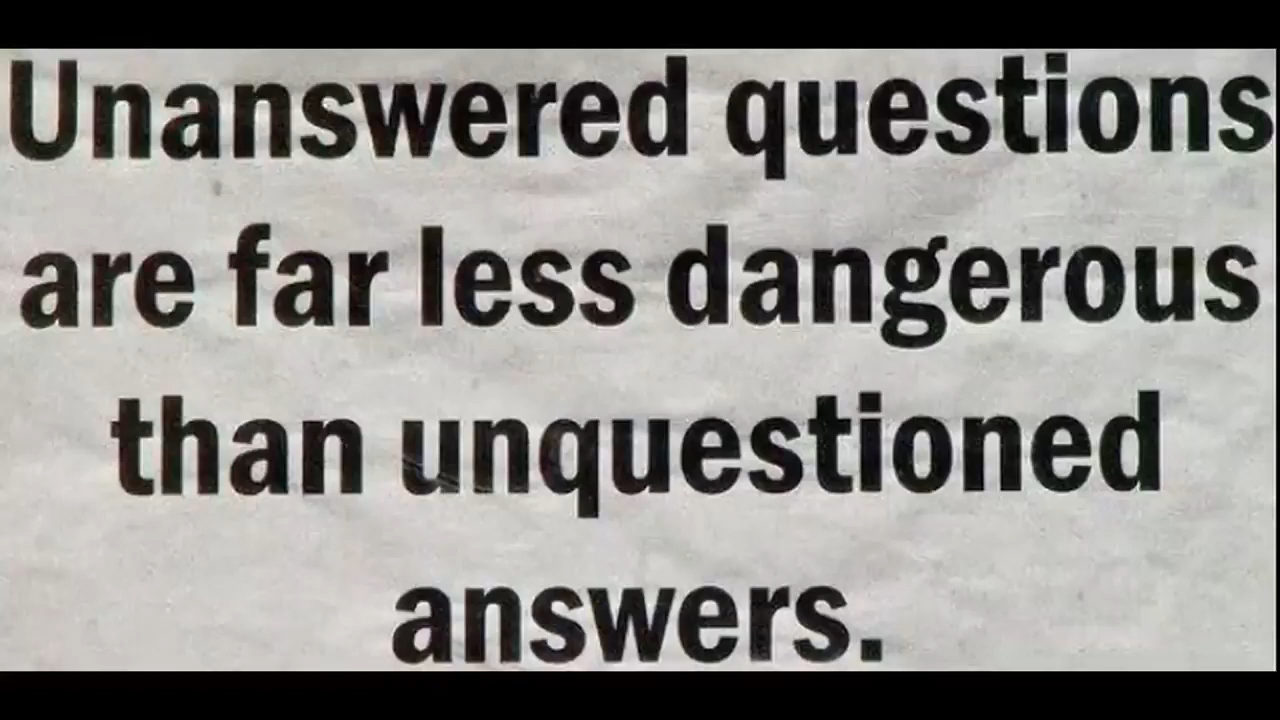 Unanswered questions
are far less dangerous
than unquestioned
answers.